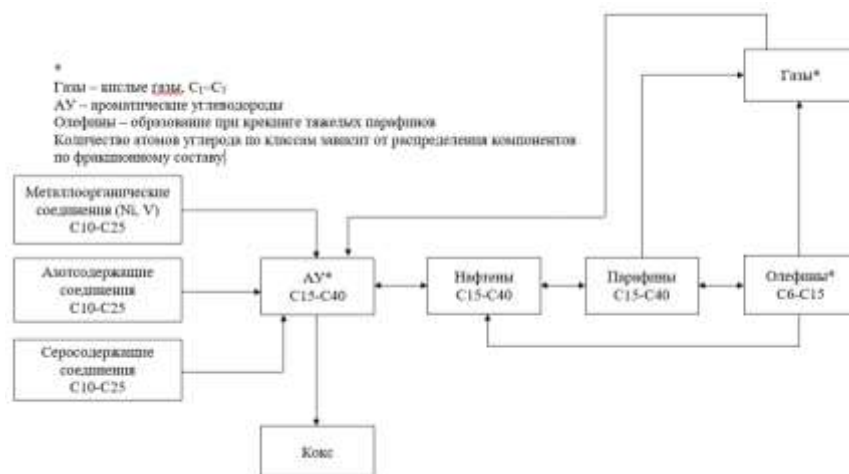 *
Газы – кислые газы, C1–C5
АУ – ароматические углеводороды
Олефины – образование при крекинге тяжелых парафинов
Количество атомов углерода по классам зависит от распределения компонентов
по фракционному составу
Газы*
Металлоорганические
соединения (Ni, V)
C10-C25
Азотсодержащие
соединения
C10-C25
АУ*
C15-C40
Нафтены
C15-C40
Парафины
C15-C40
Олефины*
C6-C15
Серосодержащие
соединения
C10-C25
Кокс